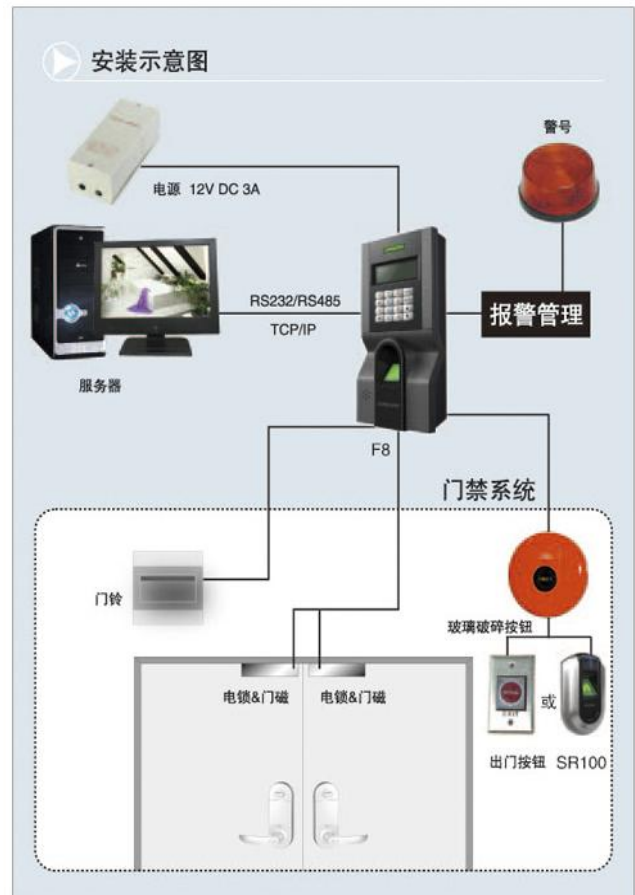 安装示意图
警号
电源 12V DC 3A
RS232/RS485
TCP/IP
报警管理
服务器
F8
门禁系统
门铃
玻璃破碎按钮
电锁&门磁
电锁&门磁
或
出门按钮
SR100